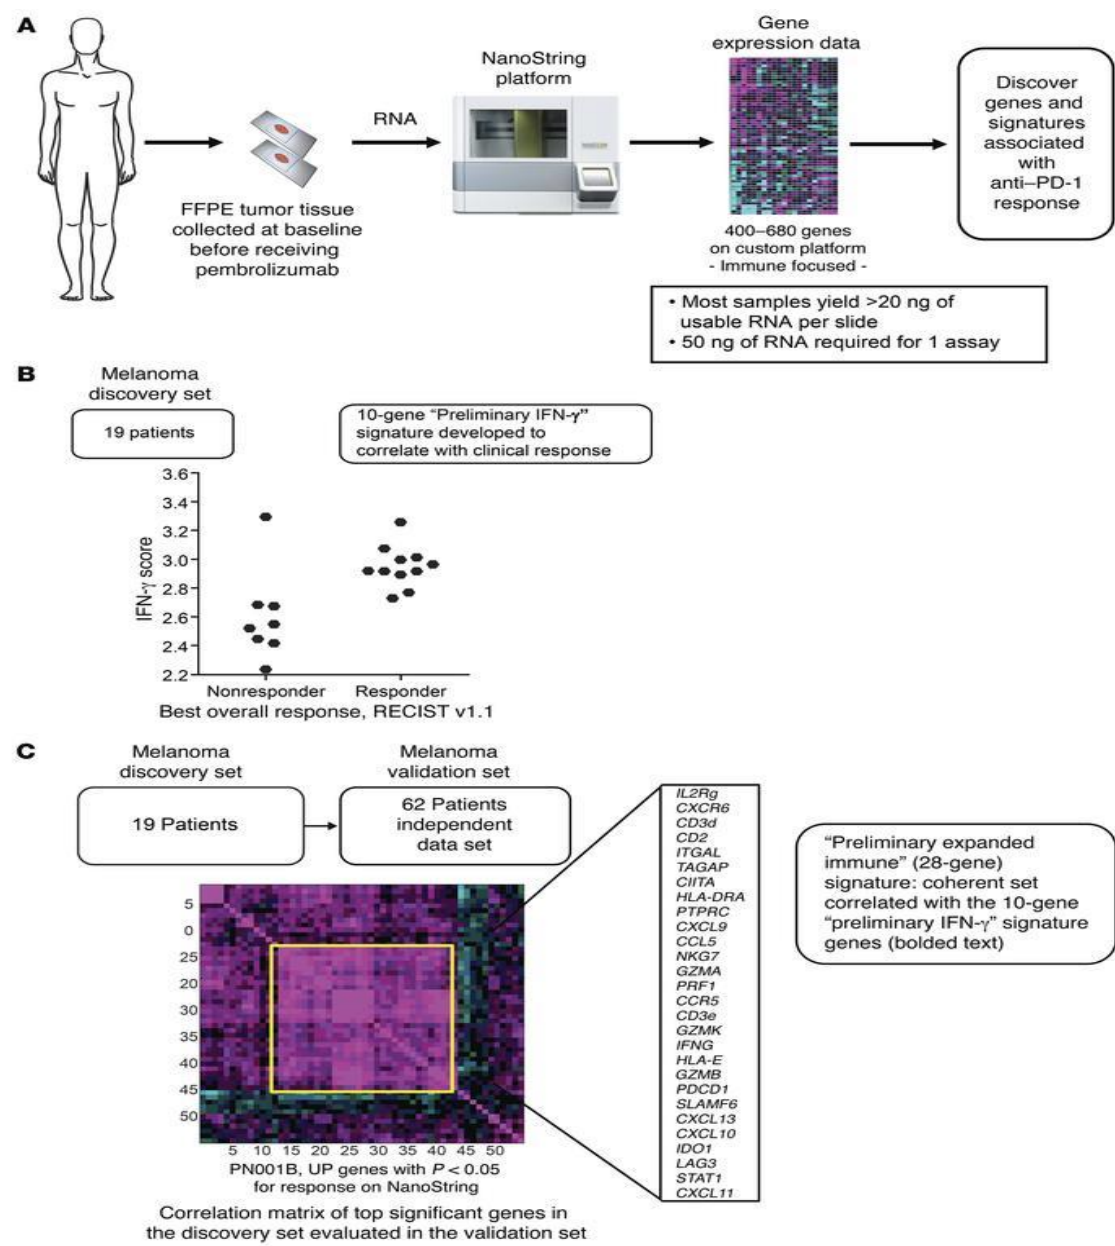 A
Gene
expression data
NanoString
platform
RNA
Discover
genes and
signatures
associated
with
anti–PD-1
response
FFPE tumor tissue
collected at baseline
before receiving
pembrolizumab
400–680 genes
on custom platform
- Immune focused -
• Most samples yield >20 ng of
usable RNA per slide
• 50 ng of RNA required for 1 assay
B
Melanoma
discovery set
19 patients
10-gene “Preliminary IFN-γ”
signature developed to
correlate with clinical response
IFN-γ score
3.6
3.4
3.2
3.0
2.8
2.6
2.4
2.2
Nonresponder Responder
Best overall response, RECIST v1.1
C
Melanoma
discovery set
19 Patients
Melanoma
validation set
62 Patients
independent
data set
5
0
25
20
30
35
40
45
50
5 10 15 20 25 30 35 40 45 50
PN001B, UP genes with P < 0.05
for response on NanoString
Correlation matrix of top significant genes in
the discovery set evaluated in the validation set
IL2Rg
CXCR6
CD3d
CD2
ITGAL
TAGAP
CIITA
HLA-DRA
PTPRC
CXCL9
CCL5
NKG7
GZMA
PRF1
CCR5
CD3e
GZMK
IFNG
HLA-E
GZMB
PDCD1
SLAMF6
CXCL13
CXCL10
IDO1
LAG3
STAT1
CXCL11
“Preliminary expanded
immune” (28-gene)
signature: coherent set
correlated with the 10-gene
“preliminary IFN-γ” signature
genes (bolded text)